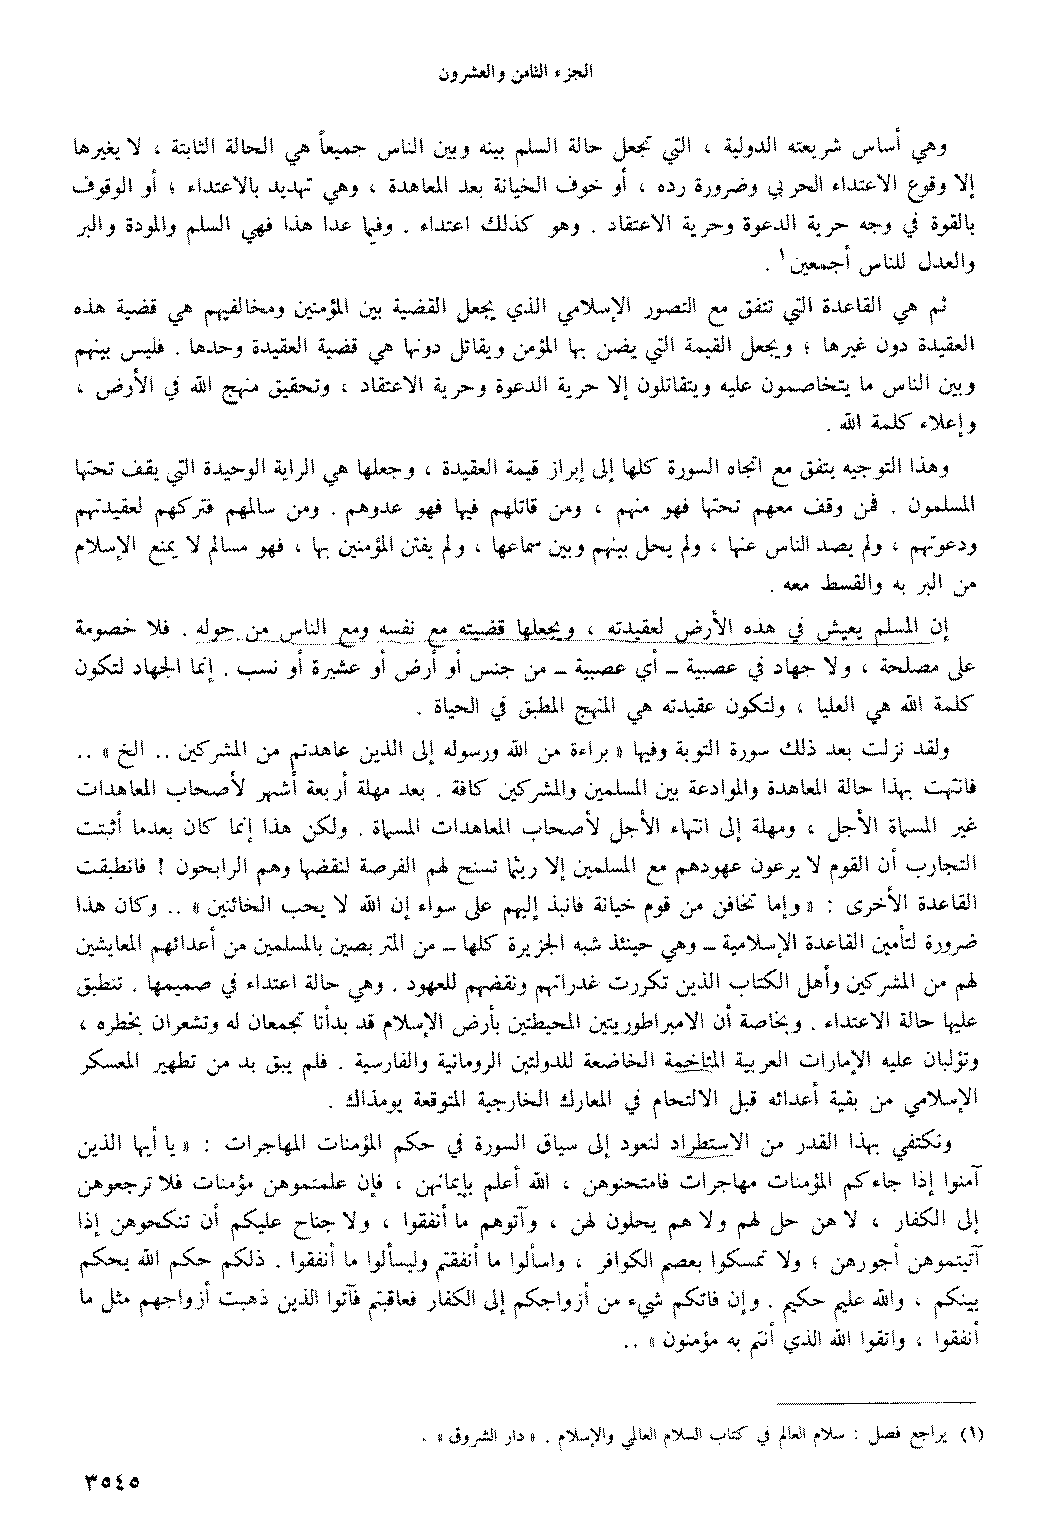 الجزء الثامن والعشرون
وهي أساس شريعته الدولية ، التي تجعل حالة السلم بينه وبين الناس جميعاً هي الحالة الثابتة ، لا يغيرها
إلا وقوع الاعتداء الحربي وضرورة رده ، أو خوف الخيانة بعد المعاهدة ، وهي تهديد بالاعتداء ؛ أو الوقوف
بالقوة في وجه حرية الدعوة وحرية الاعتقاد . وهو كذلك اعتداء . وفيما عدا هذا فهي السلم والمودة والبر
والعدل للناس أجمعين١ .
ثم هي القاعدة التي تتفق مع التصور الإسلامي الذي يجعل القضية بين المؤمنين ومخالفيهم هي قضية هذه
العقيدة دون غيرها ؛ ويجعل القيمة التي يضن بها المؤمن ويقاتل دونها هي قضية العقيدة وحدها . فليس بينهم
وبين الناس ما يتخاصمون عليه ويتقاتلون إلا حرية الدعوة وحرية الاعتقاد ، وتحقيق منهج الله في الأرض ،
وإعلاء كلمة الله .
وهذا التوجيه يتفق مع اتجاه السورة كلها إلى إبراز قيمة العقيدة ، وجعلها هي الراية الوحيدة التي يقف تحتها
المسلمون . فمن وقف معهم تحتها فهو منهم ، ومن قاتلهم فيها فهو عدوهم . ومن سالمهم فتركهم لعقيدتهم
ودعوتهم ، ولم يصد الناس عنها ، ولم يحل بينهم وبين سماعها ، ولم يفتن المؤمنين بها ، فهو مسالم لا يمنع الإسلام
من البر به والقسط معه .
إن المسلم يعيش في هذه الأرض لعقيدته ، ويجعلها قضيته مع نفسه ومع الناس من حوله . فلا خصومة
على مصلحة ، ولا جهاد في عصبية – أي عصبية – من جنس أو أرض أو عشيرة أو نسب . إنما الجهاد لتكون
كلمة الله هي العليا ، ولتكون عقيدته هي المنهج المطبق في الحياة .
ولقد نزلت بعد ذلك سورة التوبة وفيها « براءة من الله ورسوله إلى الذين عاهدتم من المشركين .. الخ » ..
فانتهت بهذا حالة المعاهدة والموادعة بين المسلمين والمشركين كافة . بعد مهلة أربعة أشهر لأصحاب المعاهدات
غير المسماة الأجل ، ومهلة إلى انتهاء الأجل لأصحاب المعاهدات المسماة . ولكن هذا إنما كان بعدما أثبتت
التجارب أن القوم لا يرعون عهودهم مع المسلمين إلا ريثما تسنح لهم الفرصة لنقضها وهم الرابحون ! فانطبقت
القاعدة الأخرى : « وإما تخافن من قوم خيانة فانبذ إليهم على سواء إن الله لا يحب الخائنين » .. وكان هذا
ضرورة لتأمين القاعدة الإسلامية – وهي حينئذ شبه الجزيرة كلها – من المتربصين بالمسلمين من أعدائهم المعايشين
لهم من المشركين وأهل الكتاب الذين تكررت غدراتهم ونقضهم للعهود . وهي حالة اعتداء في صميمها . تنطبق
عليها حالة الاعتداء . وبخاصة أن الامبراطوريتين المحيطتين بأرض الإسلام قد بدأتا تجمعان له وتشعران بخطره ،
وتؤلبان عليه الإمارات العربية المتاخمة الخاضعة للدولتين الرومانية والفارسية . فلم يبق بد من تطهير المعسكر
الإسلامي من بقية أعدائه قبل الالتحام في المعارك الخارجية المتوقعة يومذاك .
ونكتفي بهذا القدر من الاستطراد لنعود إلى سياق السورة في حكم المؤمنات المهاجرات : « يا أيها الذين
آمنوا إذا جاءكم المؤمنات مهاجرات فامتحنوهن ، الله أعلم بإيمانهن ، فإن علمتموهن مؤمنات فلا ترجعوهن
إلى الكفار ، لا هن حل لهم ولا هم يحلون لهن ، وآتوهم ما أنفقوا ، ولا جناح عليكم أن تنكحوهن إذا
آتيتموهن أجورهن ؛ ولا تمسكوا بعصم الكوافر ، واسألوا ما أنفقتم وليسألوا ما أنفقوا . ذلكم حكم الله يحكم
بينكم ، والله عليم حكيم . وإن فاتكم شيء من أزواجكم إلى الكفار فعاقبتم فآتوا الذين ذهبت أزواجهم مثل ما
أنفقوا ، واتقوا الله الذي أنتم به مؤمنون » ..
(١) يراجع فصل : سلام العالم في كتاب السلام العالمي والإسلام . « دار الشروق » .
٣٥٤٥